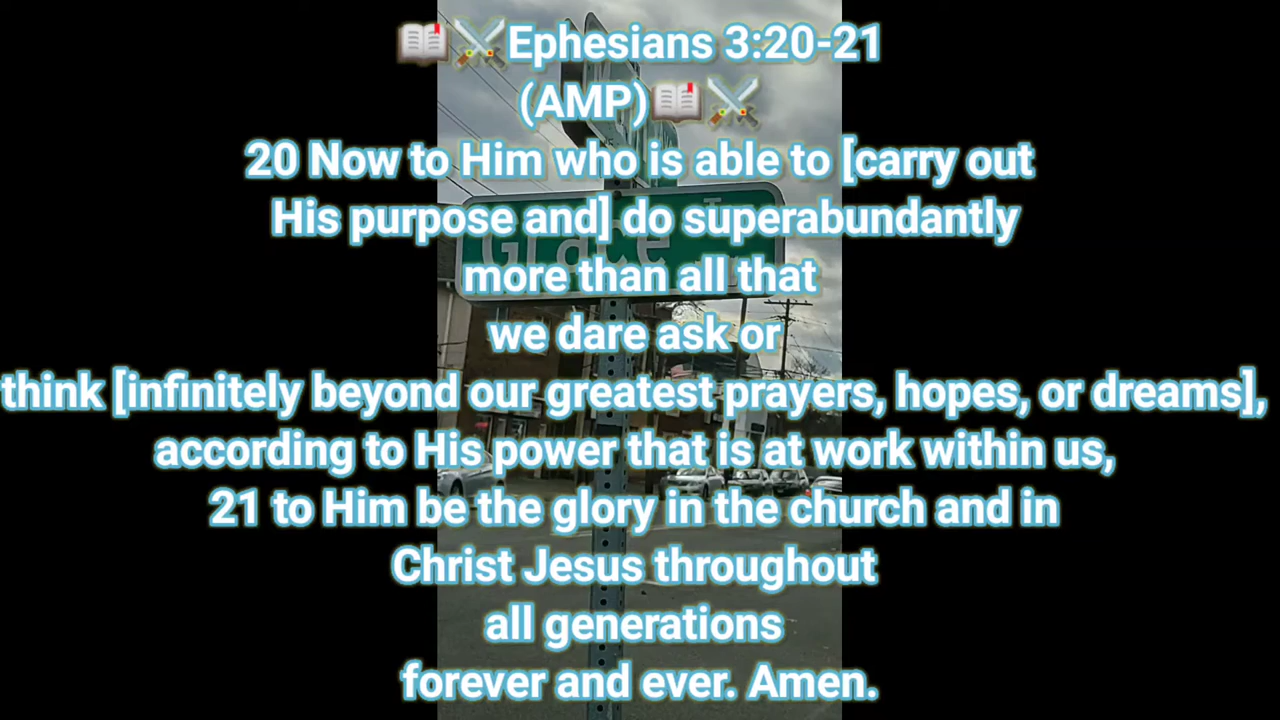 📖⚔️Ephesians 3:20-21
(AMP)📖⚔️
20 Now to Him who is able to [carry out
His purpose and] do superabundantly
more than all that
we dare ask or
think [infinitely beyond our greatest prayers, hopes, or dreams],
according to His power that is at work within us,
21 to Him be the glory in the church and in
Christ Jesus throughout
all generations
forever and ever. Amen.
Grace